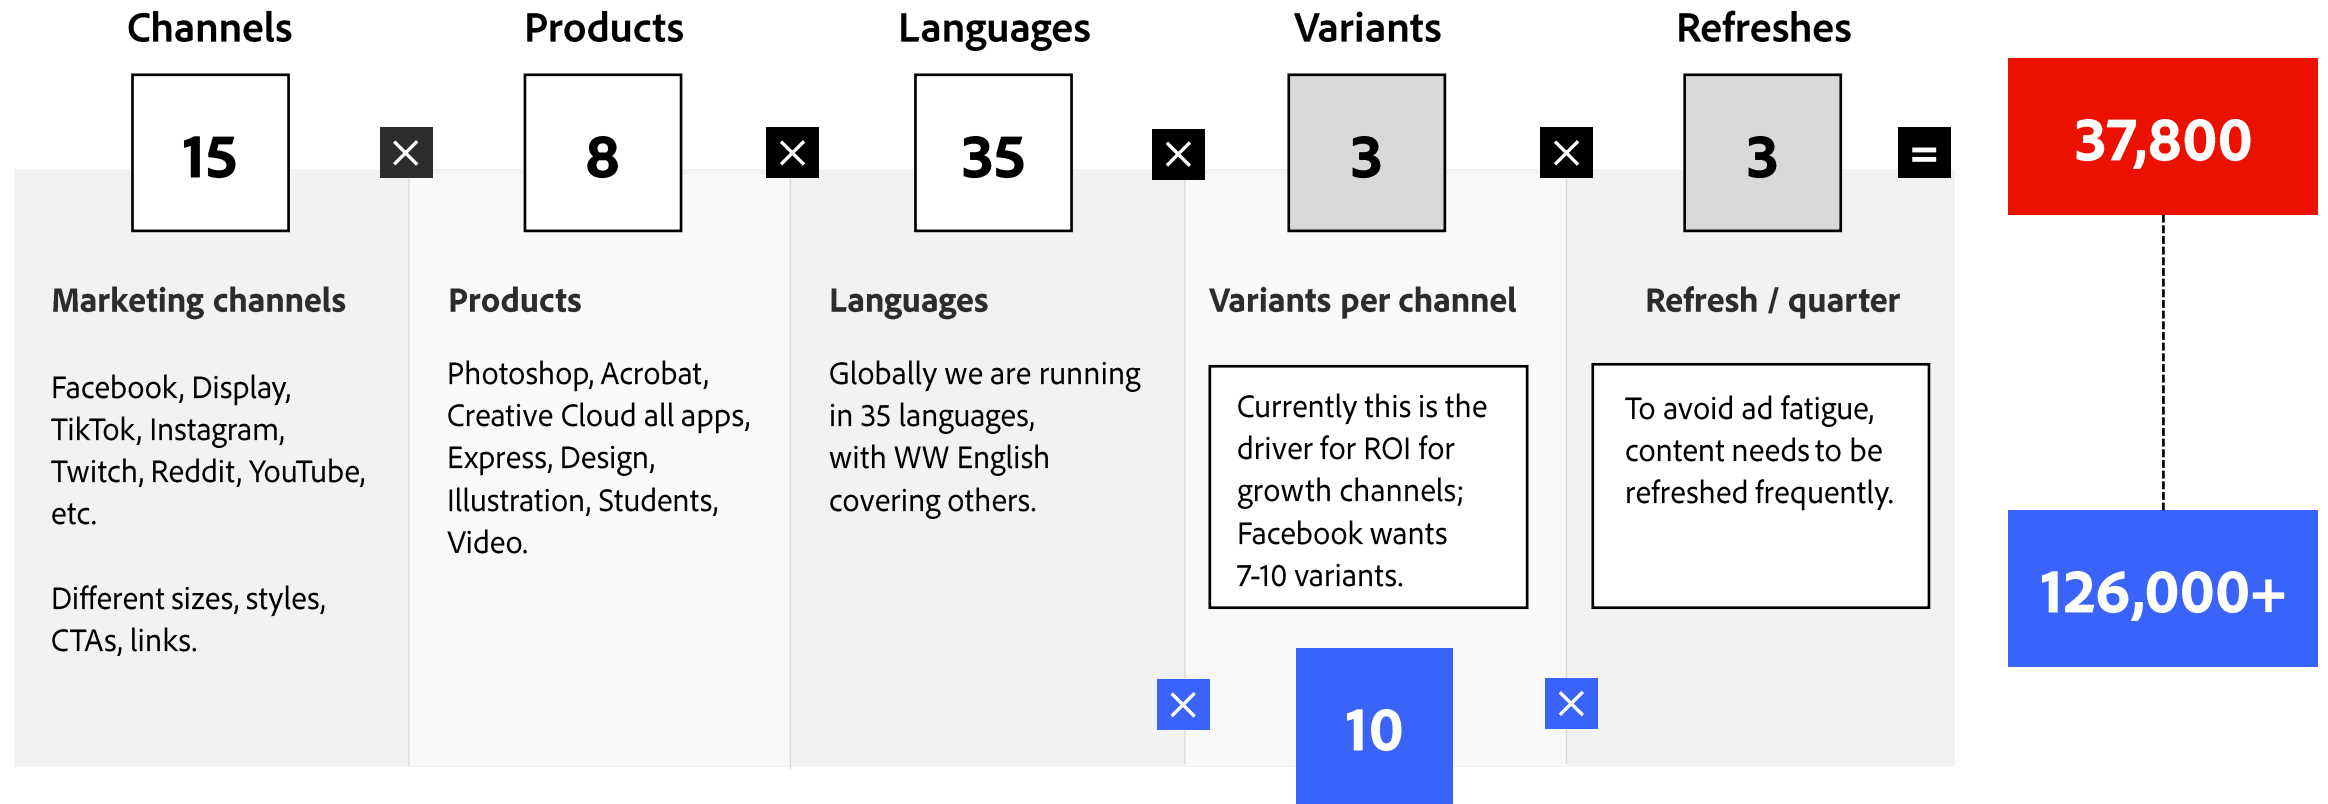 Channels
Products
Languages
Variants
Refreshes
15
×
8
×
35
×
3
×
3
=
37,800
Marketing channels
Facebook, Display,
TikTok, Instagram,
Twitch, Reddit, YouTube,
etc.
Different sizes, styles,
CTAs, links.
Products
Photoshop, Acrobat,
Creative Cloud all apps,
Express, Design,
Illustration, Students,
Video.
Languages
Globally we are running
in 35 languages,
with WW English
covering others.
Variants per channel
Currently this is the
driver for ROI for
growth channels;
Facebook wants
7-10 variants.
Refresh / quarter
To avoid ad fatigue,
content needs to be
refreshed frequently.
×
10
×
126,000+